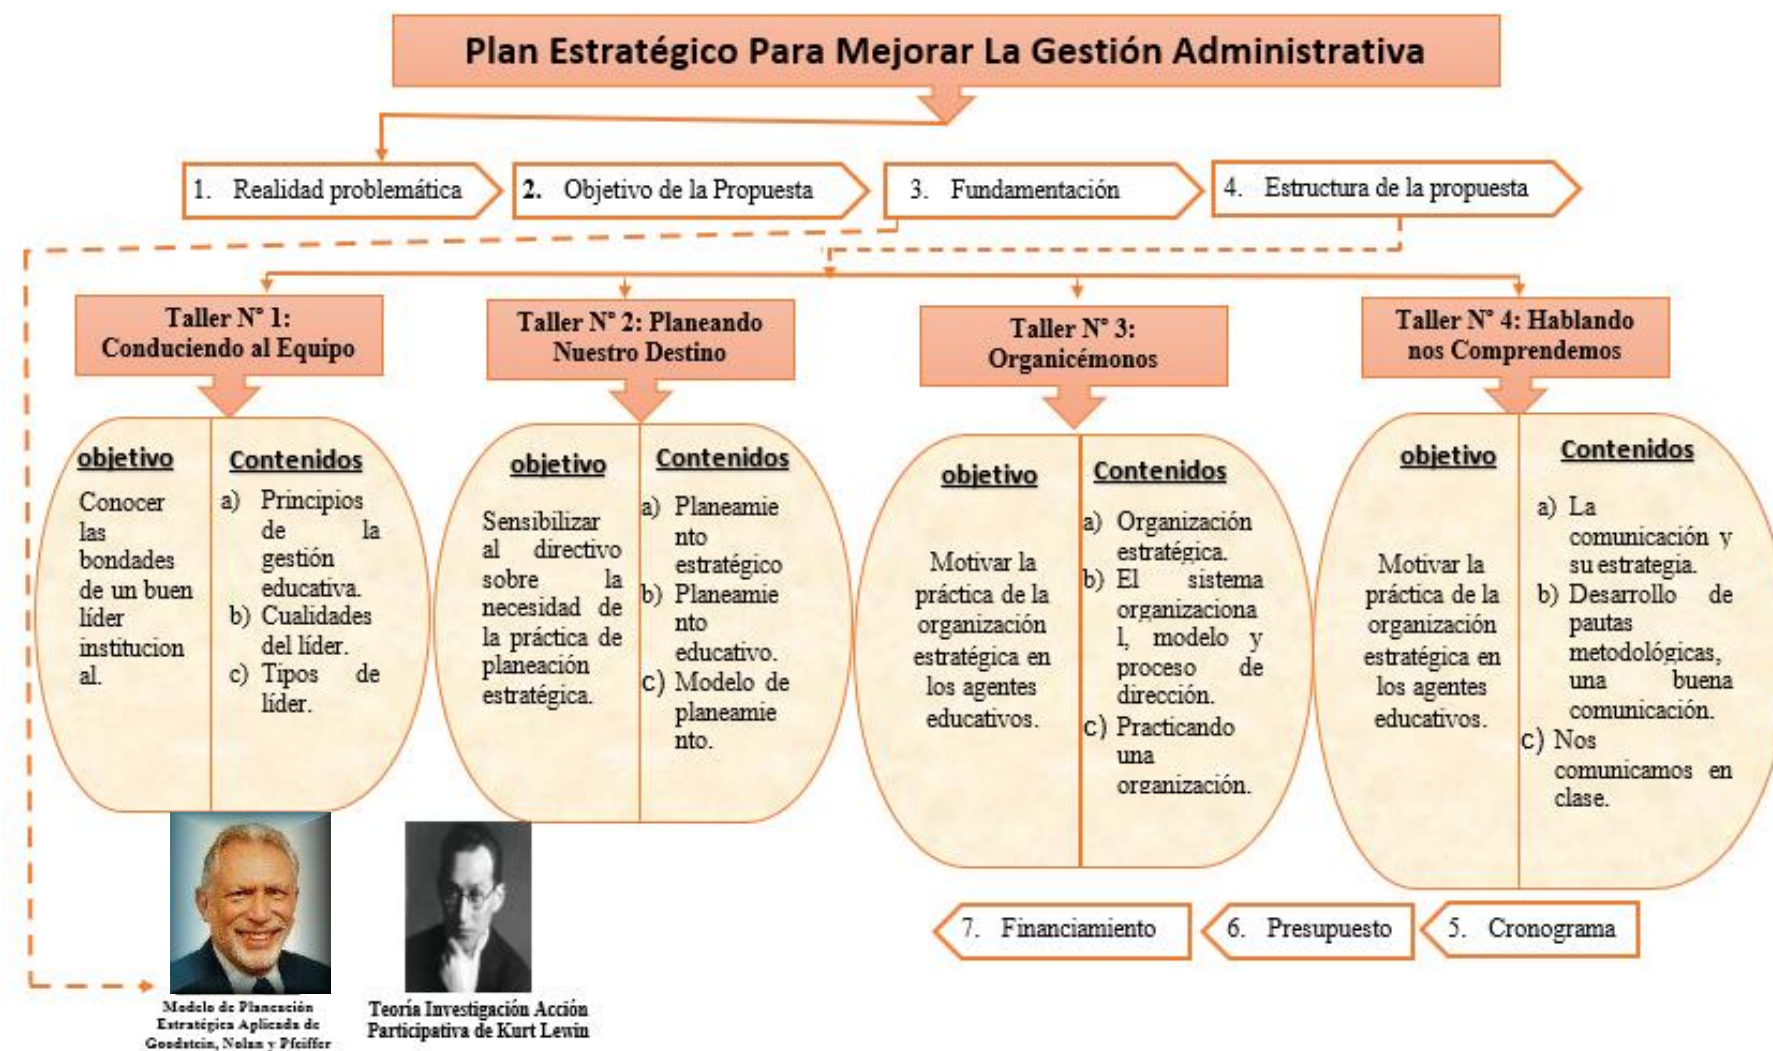 Plan Estratégico Para Mejorar La Gestión Administrativa
1. Realidad problemática
2. Objetivo de la Propuesta
3. Fundamentación
4. Estructura de la propuesta
Taller N° 1:
Conduciendo al Equipo
Taller N° 2: Planeando
Nuestro Destino
Taller N° 3:
Organicémonos
Taller N° 4: Hablando
nos Comprendemos
objetivo
Conocer
las
bondades
de un buen
líder
institucion
al.
Contenidos
a) Principios
de la
gestión
educativa.
b) Cualidades
del líder.
c) Tipos de
líder.
objetivo
Sensibilizar
al directivo
sobre la
necesidad de
la práctica de
planeación
estratégica.
Contenidos
a) Planeamie
nto
estratégico
b) Planeamie
nto
educativo.
c) Modelo de
planeamie
nto.
objetivo
Motivar la
práctica de la
organización
estratégica en
los agentes
educativos.
Contenidos
a) Organización
estratégica.
b) El sistema
organizaciona
l, modelo y
proceso de
dirección.
c) Practicando
una
organización.
objetivo
Motivar la
práctica de la
organización
estratégica en
los agentes
educativos.
Contenidos
a) La
comunicación y
su estrategia.
b) Desarrollo de
pautas
metodológicas,
una buena
comunicación.
c) Nos
comunicamos en
clase.
7. Financiamiento
6. Presupuesto
5. Cronograma
Modelo de Planeación
Estratégica Aplicada de
Goodstein, Nolan y Pfeiffer
Teoría Investigación Acción
Participativa de Kurt Lewin